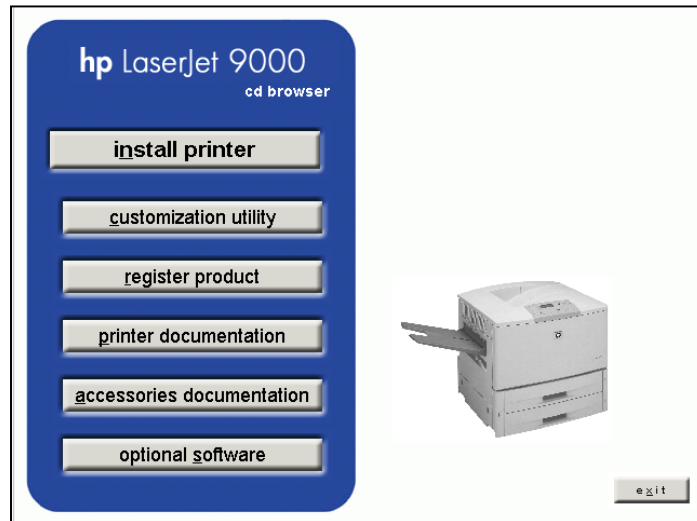 hp LaserJet 9000
cd browser
install printer
customization utility
register product
printer documentation
accessories documentation
optional software
exit